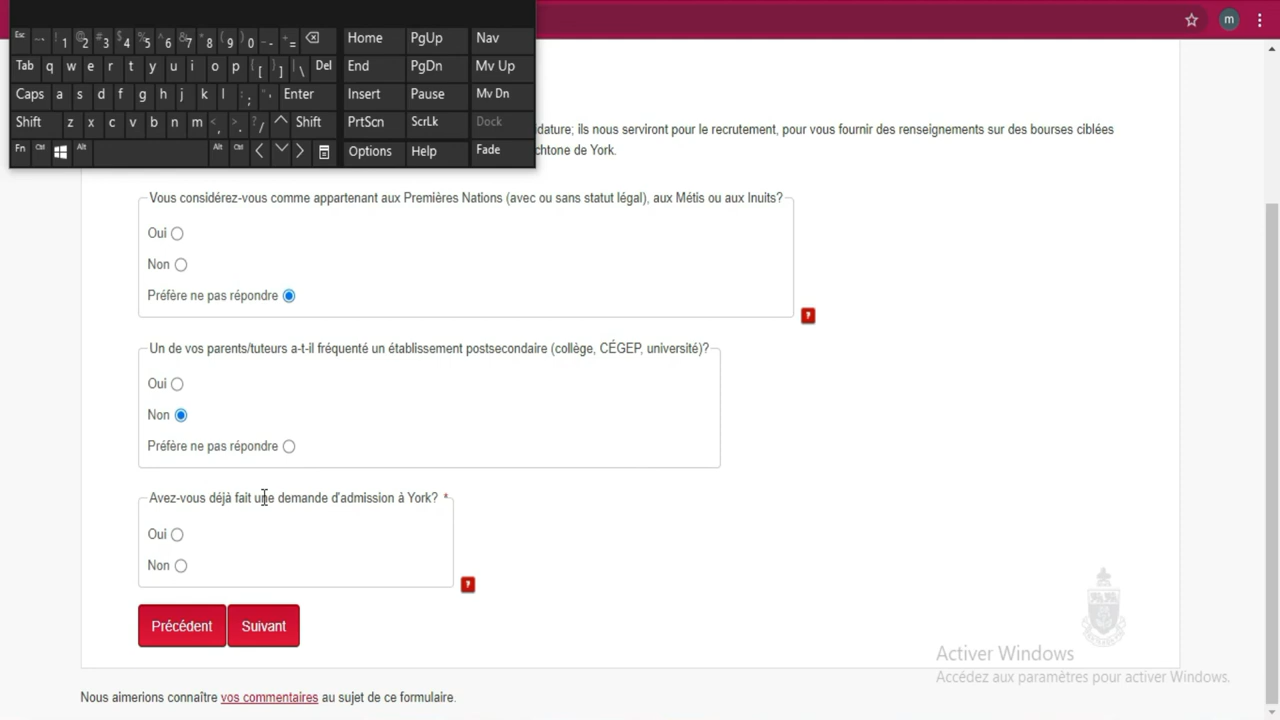 Esc ~` !1 @2 #3 $4 %5 ^6 &7 *8 (9 )0 _- += Home PgUp Nav
Tab q w e r t y u i o p {[ }] |\ Del End PgDn Mv Up
Caps a s d f g h j k l :; "' Enter Insert Pause Mv Dn
Shift z x c v b n m <, >. ?/ Shift PrtScn ScrLk Dock
Fn Ctrl Alt Alt Ctrl Options Help Fade
m
dature; ils nous serviront pour le recrutement, pour vous fournir des renseignements sur des bourses ciblées
chtone de York.
Vous considérez-vous comme appartenant aux Premières Nations (avec ou sans statut légal), aux Métis ou aux Inuits?
Oui
Non
Préfère ne pas répondre
?
Un de vos parents/tuteurs a-t-il fréquenté un établissement postsecondaire (collège, CÉGEP, université)?
Oui
Non
Préfère ne pas répondre
Avez-vous déjà fait une demande d'admission à York? *
Oui
Non
?
Précédent Suivant
Activer Windows
Accédez aux paramètres pour activer Windows.
Nous aimerions connaître vos commentaires au sujet de ce formulaire.